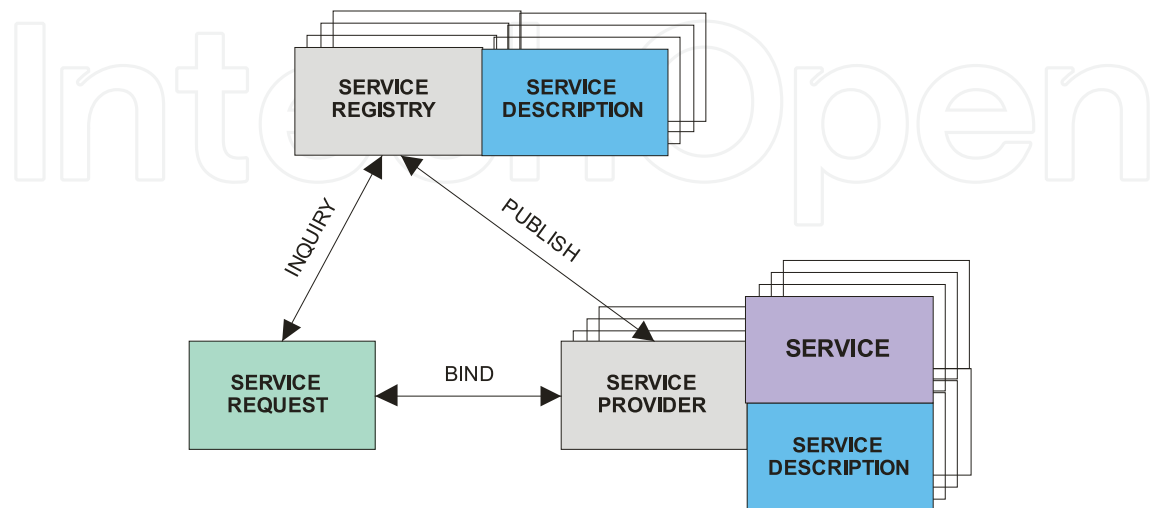 IntechOpen
SERVICE
REGISTRY
SERVICE
DESCRIPTION
INQUIRY
PUBLISH
SERVICE
REQUEST
BIND
SERVICE
PROVIDER
SERVICE
SERVICE
DESCRIPTION